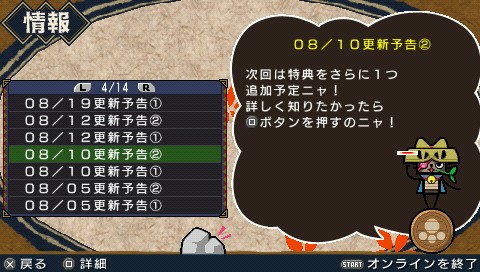 情報
L 4/14 R
08/19更新予告①
08/12更新予告②
08/12更新予告①
08/10更新予告②
08/10更新予告①
08/05更新予告②
08/05更新予告①
08/10更新予告②
次回は特典をさらに1つ
追加予定ニャ!
詳しく知りたかったら
□ボタンを押すのニャ!
×戻る □詳細
START オンラインを終了